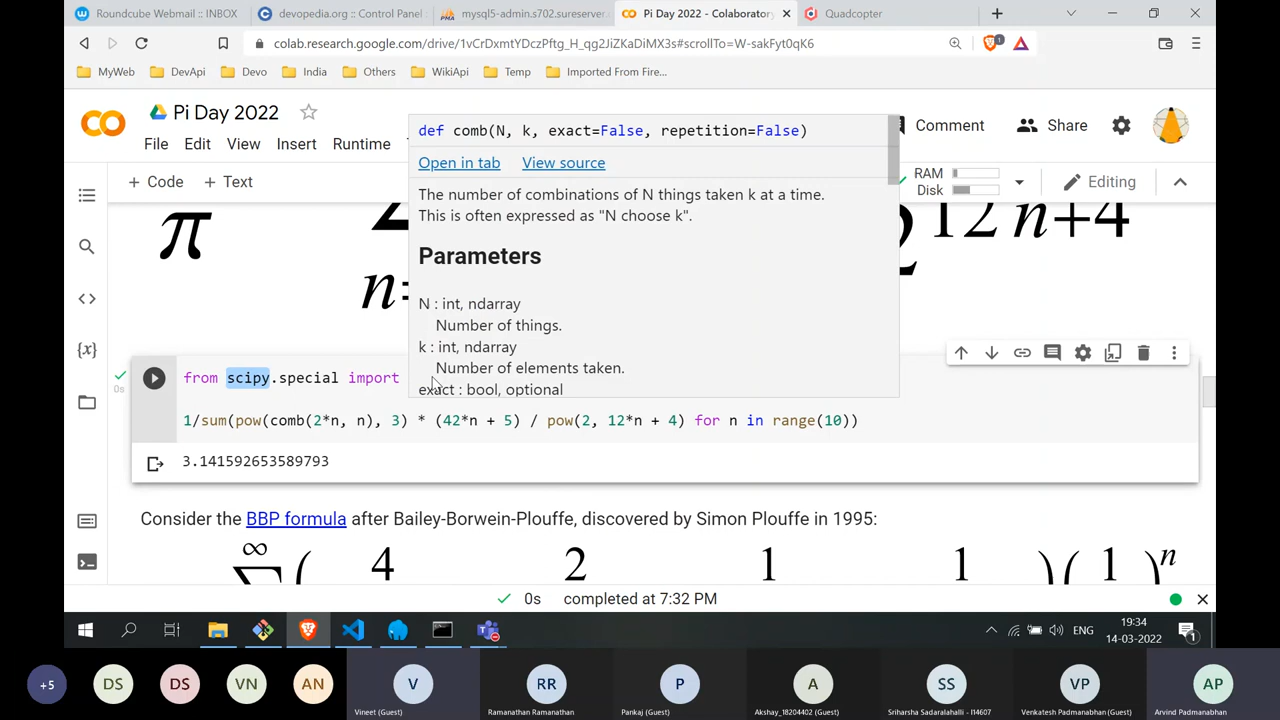 Roundcube Webmail :: INBOX
devopedia.org :: Control Panel
mysql5-admin.s702.sureserver.
Pi Day 2022 - Colaboratory
Quadcopter
colab.research.google.com/drive/1vCrDxmtYDczPftg_H_qg2JiZKaDiMX3s#scrollTo=W-sakFyt0qK6
MyWeb
DevApi
Devo
India
Others
WikiApi
Temp
Imported From Fire...
Pi Day 2022
File Edit View Insert Runtime
Comment
Share
+ Code + Text
RAM
Disk
Editing
def comb(N, k, exact=False, repetition=False)
Open in tab View source
The number of combinations of N things taken k at a time.
This is often expressed as "N choose k".
Parameters
N : int, ndarray
Number of things.
k : int, ndarray
Number of elements taken.
exact : bool, optional
π
n=
12 n+4
2
from scipy.special import
1/sum(pow(comb(2*n, n), 3) * (42*n + 5) / pow(2, 12*n + 4) for n in range(10))
0s
3.141592653589793
Consider the BBP formula after Bailey-Borwein-Plouffe, discovered by Simon Plouffe in 1995:
∞
∑ ( 4 2 1 1 ) ( 1 ) n
0s completed at 7:32 PM
ENG
19:34
14-03-2022
1
+5
DS
DS
VN
AN
V
RR
P
A
SS
VP
AP
Vineet (Guest)
Ramanathan Ramanathan
Pankaj (Guest)
Akshay_18204402 (Guest)
Sriharsha Sadaralahalli - I14607
Venkatesh Padmanabhan (Guest)
Arvind Padmanabhan